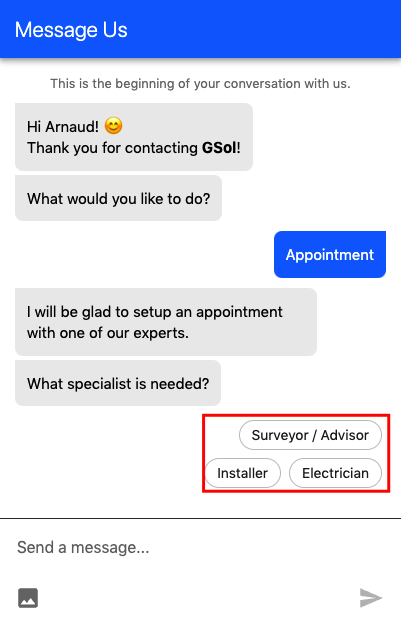 Message Us
This is the beginning of your conversation with us.
Hi Arnaud! 😊
Thank you for contacting GSol!
What would you like to do?
Appointment
I will be glad to setup an appointment
with one of our experts.
What specialist is needed?
Surveyor / Advisor
Installer Electrician
Send a message...